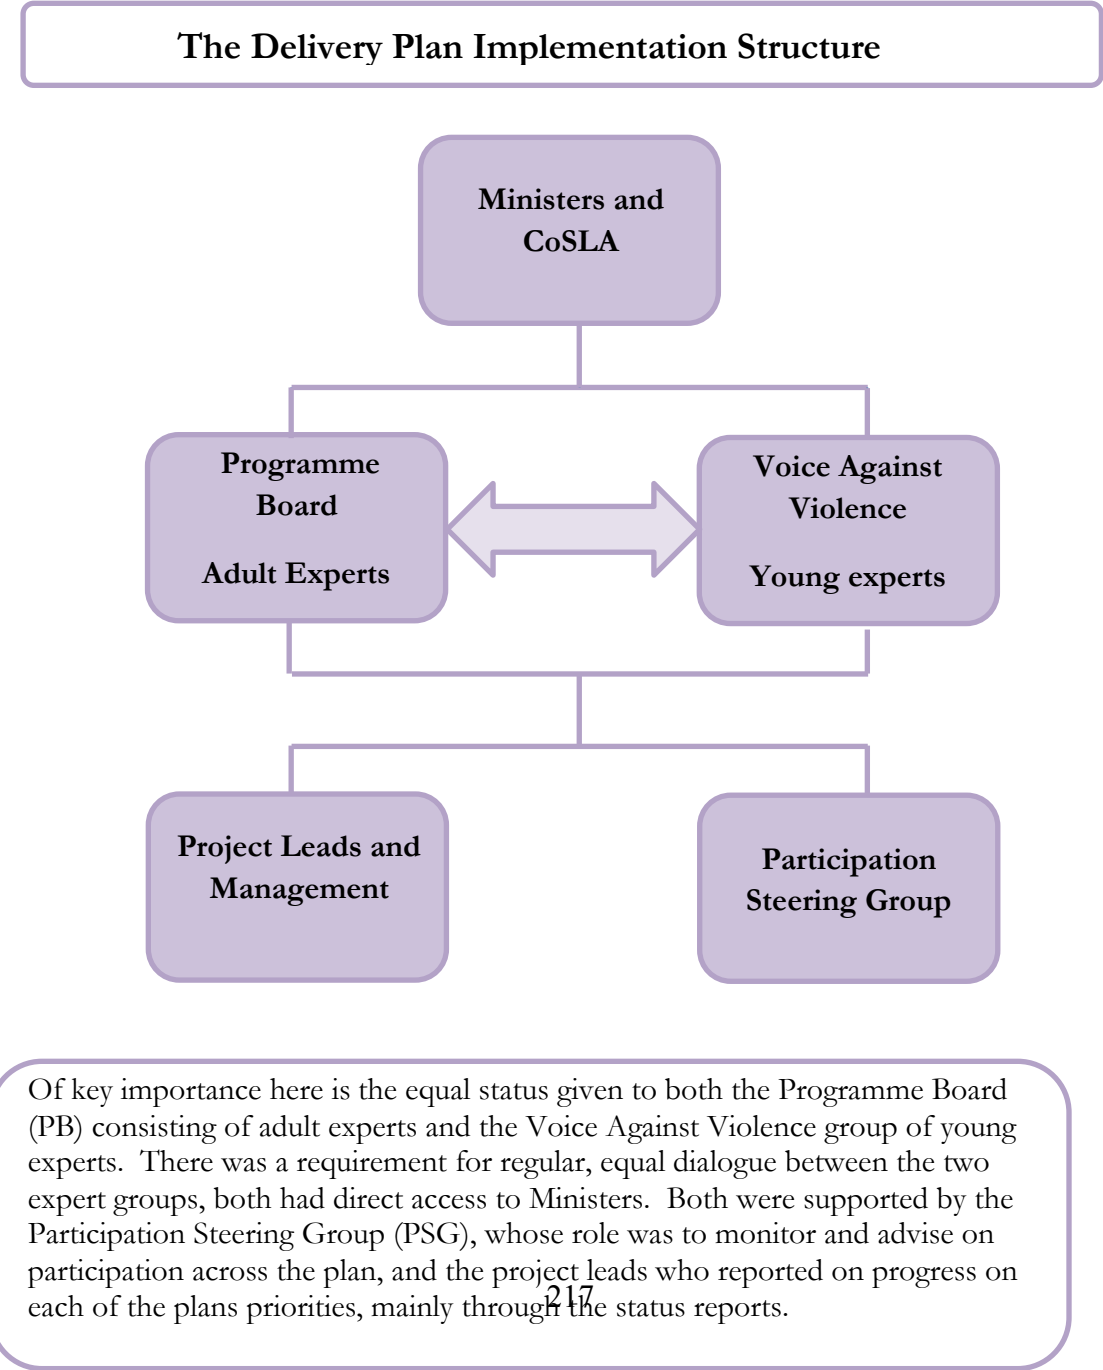 The Delivery Plan Implementation Structure
Ministers and
CoSLA
Programme
Board
Adult Experts
Voice Against
Violence
Young experts
Project Leads and
Management
Participation
Steering Group
Of key importance here is the equal status given to both the Programme Board
(PB) consisting of adult experts and the Voice Against Violence group of young
experts.  There was a requirement for regular, equal dialogue between the two
expert groups, both had direct access to Ministers.  Both were supported by the
Participation Steering Group (PSG), whose role was to monitor and advise on
participation across the plan, and the project leads who reported on progress on
each of the plans priorities, mainly through the status reports.
217